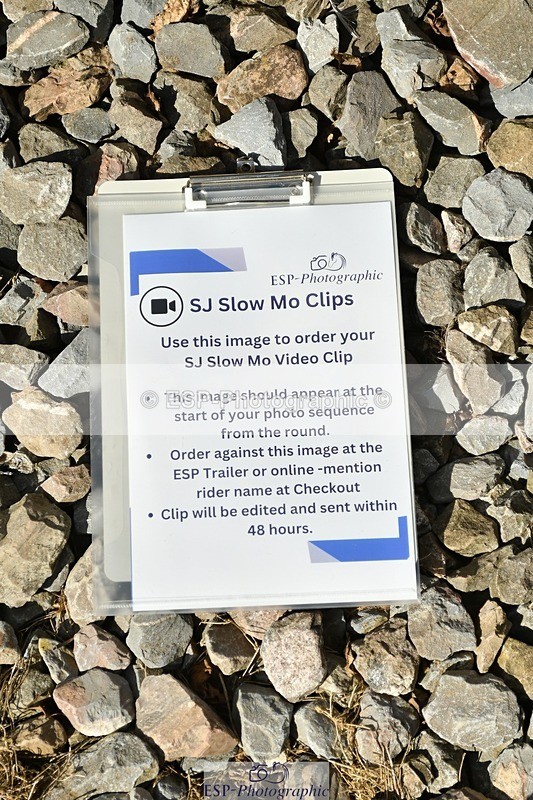 ESP-Photographic
SJ Slow Mo Clips
Use this image to order your
SJ Slow Mo Video Clip
• This image should appear at the
© ESP-Photographic ©
start of your photo sequence
from the round.
• Order against this image at the
ESP Trailer or online -mention
rider name at Checkout
• Clip will be edited and sent within
48 hours.
ESP-Photographic
ESP-Photographic